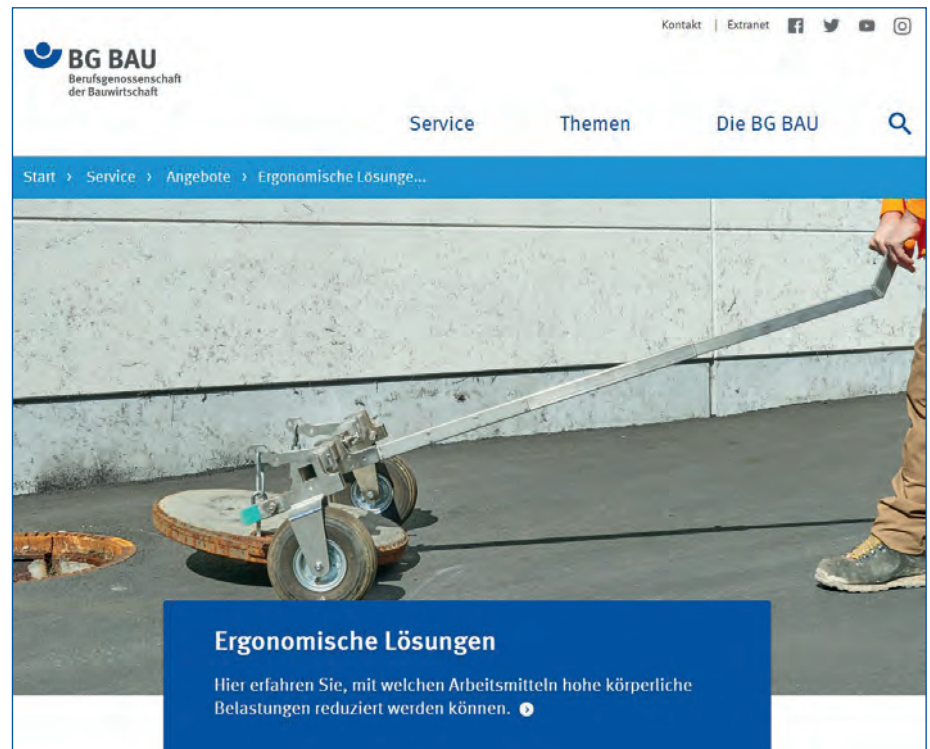 Kontakt | Extranet
BG BAU
Berufsgenossenschaft
der Bauwirtschaft
Service Themen Die BG BAU
Start › Service › Angebote › Ergonomische Lösunge...
Ergonomische Lösungen
Hier erfahren Sie, mit welchen Arbeitsmitteln hohe körperliche
Belastungen reduziert werden können.